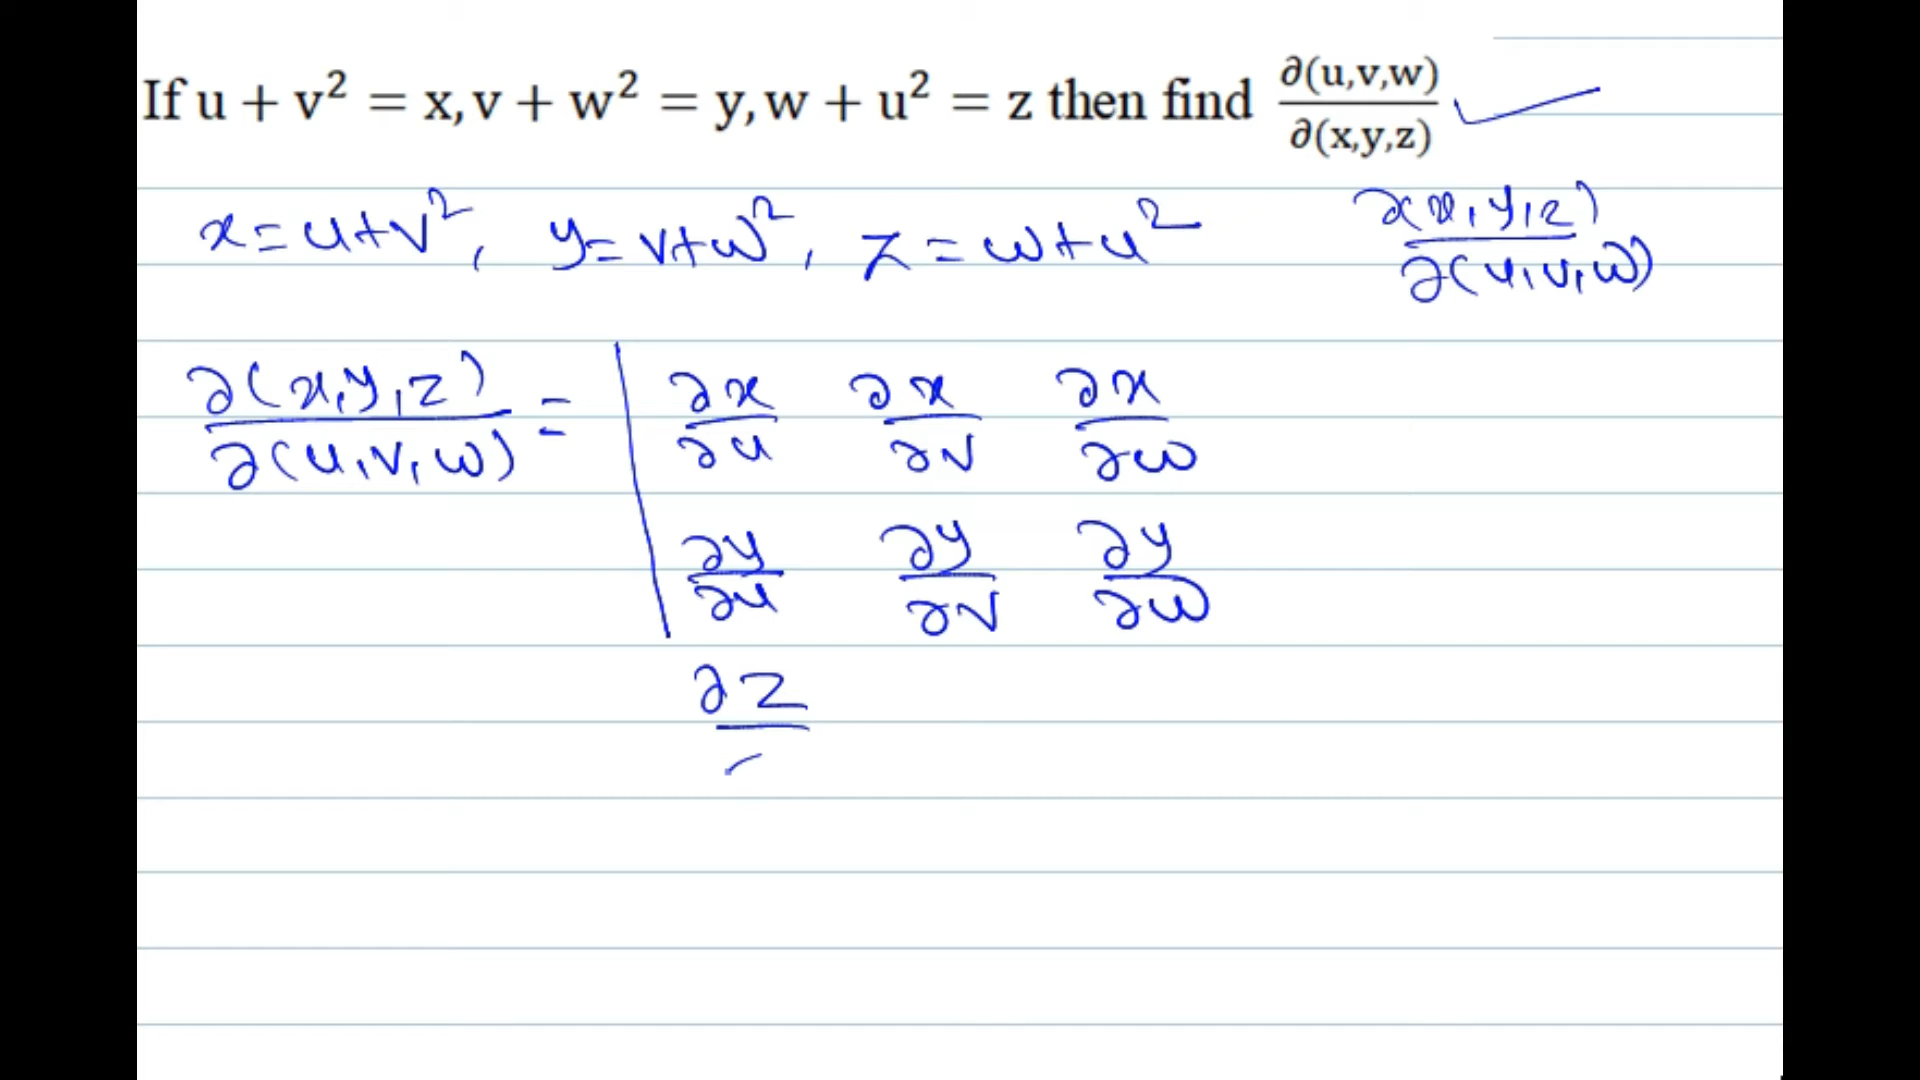 If u + v² = x, v + w² = y, w + u² = z then find ∂(u,v,w)/∂(x,y,z)
x = u+v², y = v+w², z = w+u² ∂(x,y,z)/∂(u,v,w)
∂(x,y,z)/∂(u,v,w) = | ∂x/∂u ∂x/∂v ∂x/∂w
∂y/∂u ∂y/∂v ∂y/∂w
∂z